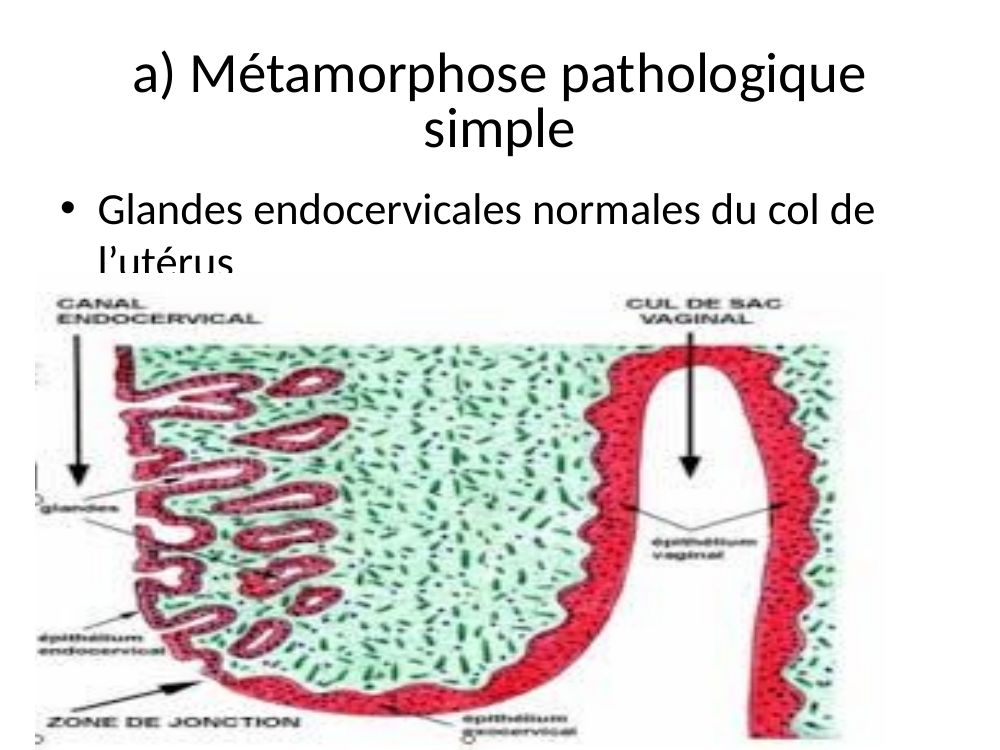 a) Métamorphose pathologique
simple
• Glandes endocervicales normales du col de
l’utérus
CANAL
ENDOCERVICAL
CUL DE SAC
VAGINAL
glandes
épithélium
vaginal
épithélium
endocervical
ZONE DE JONCTION
épithélium
exocervical